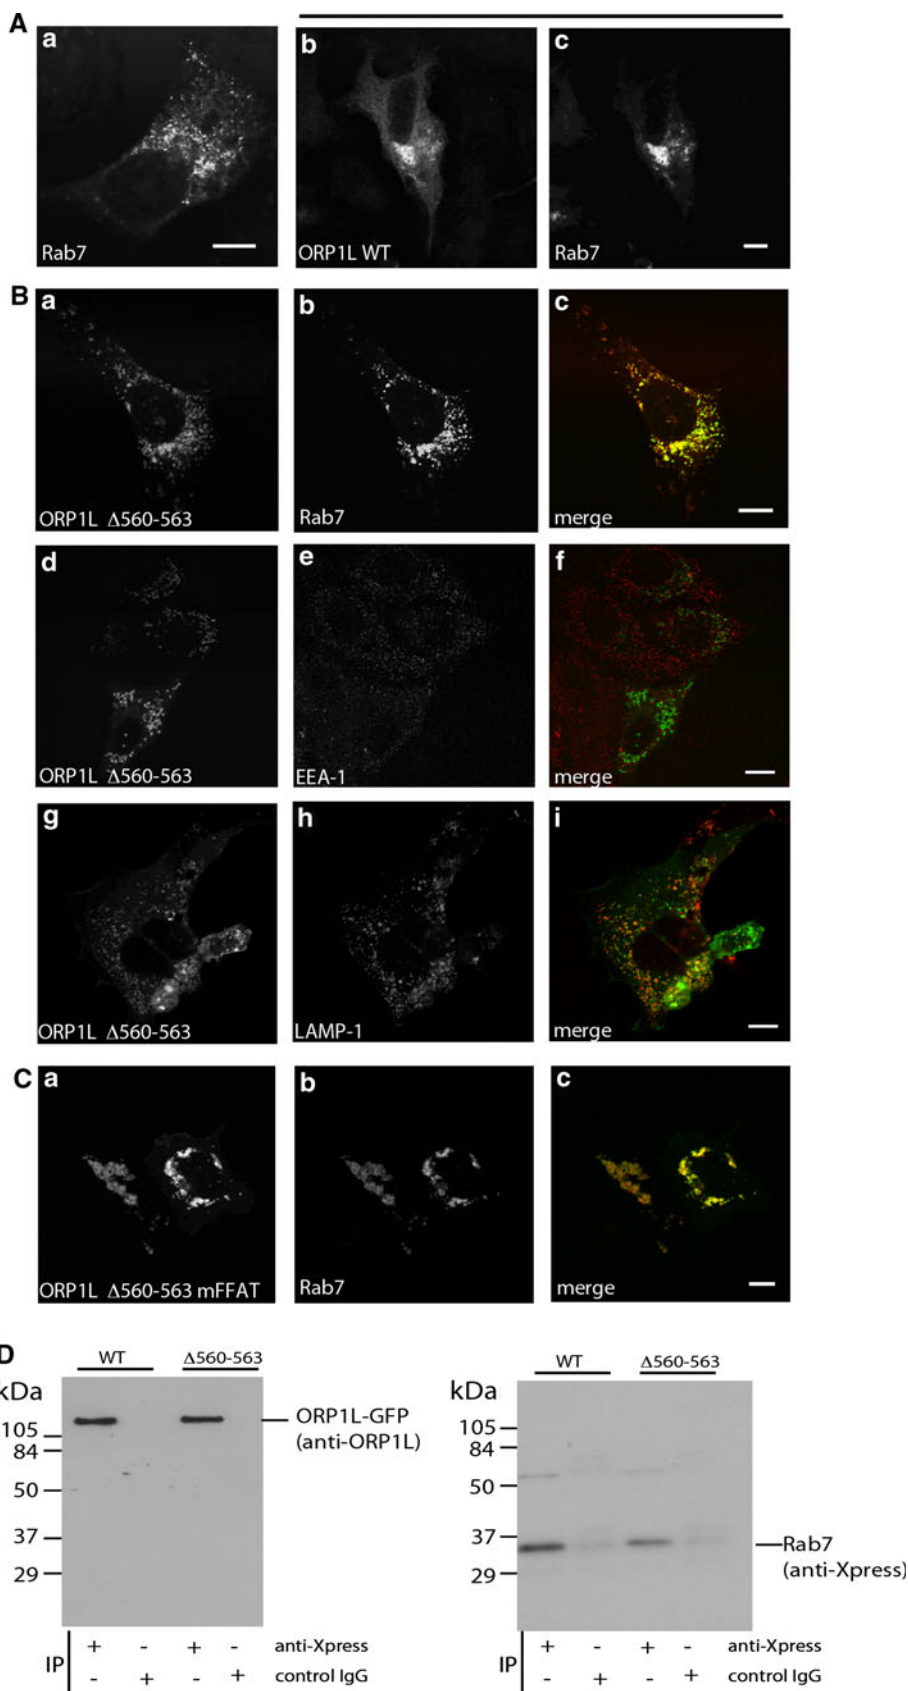 A
a
b
c
Rab7
ORP1L WT
Rab7
B
a
b
c
ORP1L Δ560-563
Rab7
merge
d
e
f
ORP1L Δ560-563
EEA-1
merge
g
h
i
ORP1L Δ560-563
LAMP-1
merge
C
a
b
c
ORP1L Δ560-563 mFFAT
Rab7
merge
D
WT Δ560-563
kDa
105
84
50
37
29
ORP1L-GFP
(anti-ORP1L)
IP
+ - + - anti-Xpress
- + - + control IgG
WT Δ560-563
kDa
105
84
50
37
29
Rab7
(anti-Xpress)
IP
+ - + - anti-Xpress
- + - + control IgG